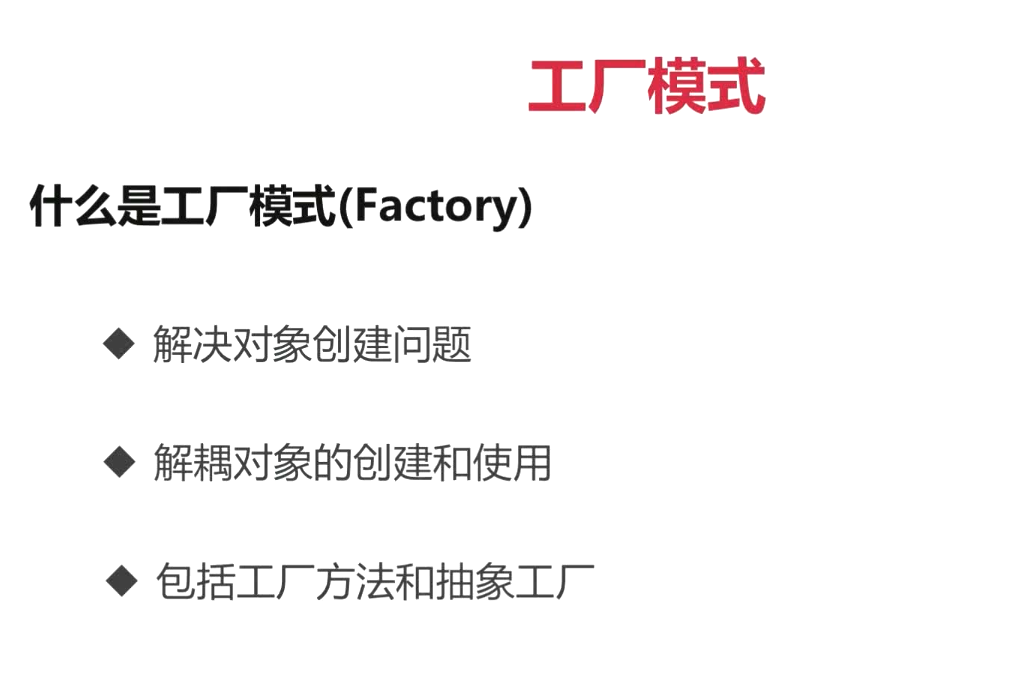 工厂模式
什么是工厂模式(Factory)
◆ 解决对象创建问题
◆ 解耦对象的创建和使用
◆ 包括工厂方法和抽象工厂